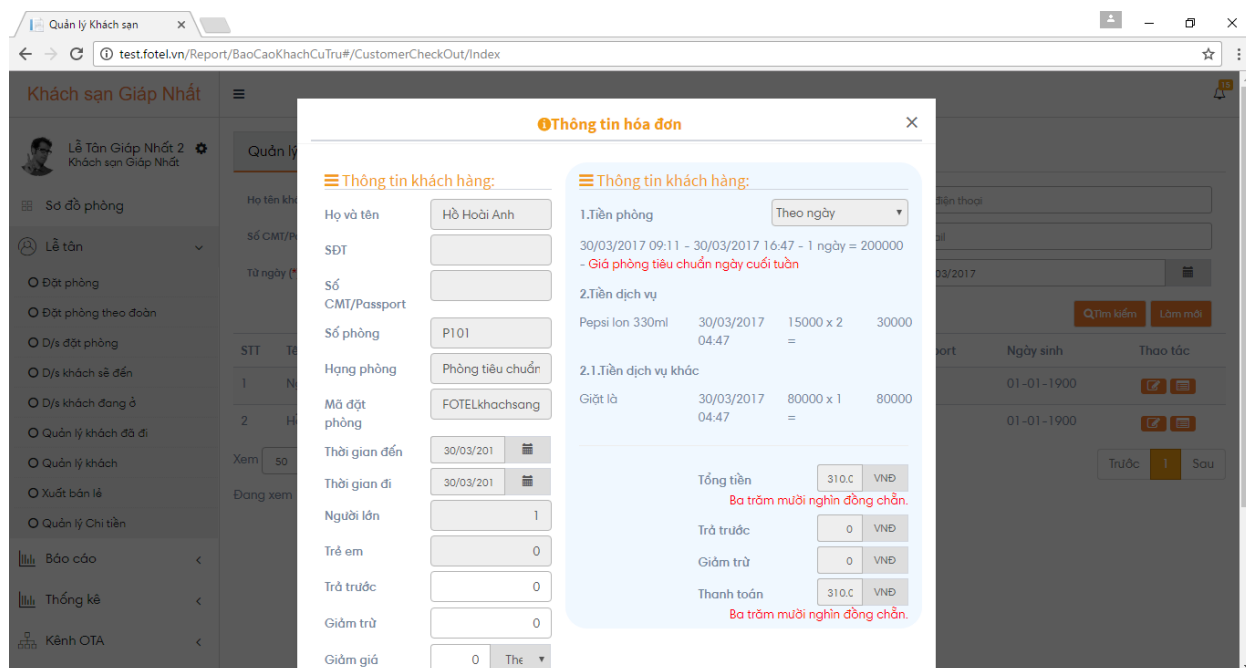 Quản lý Khách sạn
test.fotel.vn/Report/BaoCaoKhachCuTru#/CustomerCheckOut/Index
Khách sạn Giáp Nhất
15
Lễ Tân Giáp Nhất 2
Khách sạn Giáp Nhất
Sơ đồ phòng
Lễ tân
Đặt phòng
Đặt phòng theo đoàn
D/s đặt phòng
D/s khách sẽ đến
D/s khách đang ở
Quản lý khách đã đi
Quản lý khách
Xuất bán lẻ
Quản lý Chi tiền
Báo cáo
Thống kê
Kênh OTA
Quản lý
Họ tên
Số CMT/
Từ ngày (*
STT
1
2
Xem 50
Đang xem
Thông tin hóa đơn
Thông tin khách hàng:
Họ và tên Hồ Hoài Anh
SĐT
Số
CMT/Passport
Số phòng P101
Hạng phòng Phòng tiêu chuẩn
Mã đặt
phòng FOTELkhachsang
Thời gian đến 30/03/201
Thời gian đi 30/03/201
Người lớn 1
Trẻ em 0
Trả trước 0
Giảm trừ 0
Giảm giá 0 The
Thông tin khách hàng:
1.Tiền phòng Theo ngày
30/03/2017 09:11 - 30/03/2017 16:47 - 1 ngày = 200000
- Giá phòng tiêu chuẩn ngày cuối tuần
2.Tiền dịch vụ
Pepsi lon 330ml 30/03/2017 15000 x 2 30000
04:47 =
2.1.Tiền dịch vụ khác
Giặt là 30/03/2017 80000 x 1 80000
04:47 =
Tổng tiền 310.0 VNĐ
Ba trăm mười nghìn đồng chẵn.
Trả trước 0 VNĐ
Giảm trừ 0 VNĐ
Thanh toán 310.0 VNĐ
Ba trăm mười nghìn đồng chẵn.
điện thoại
ail
03/2017
Tìm kiếm Làm mới
port Ngày sinh Thao tác
01-01-1900
01-01-1900
Trước 1 Sau